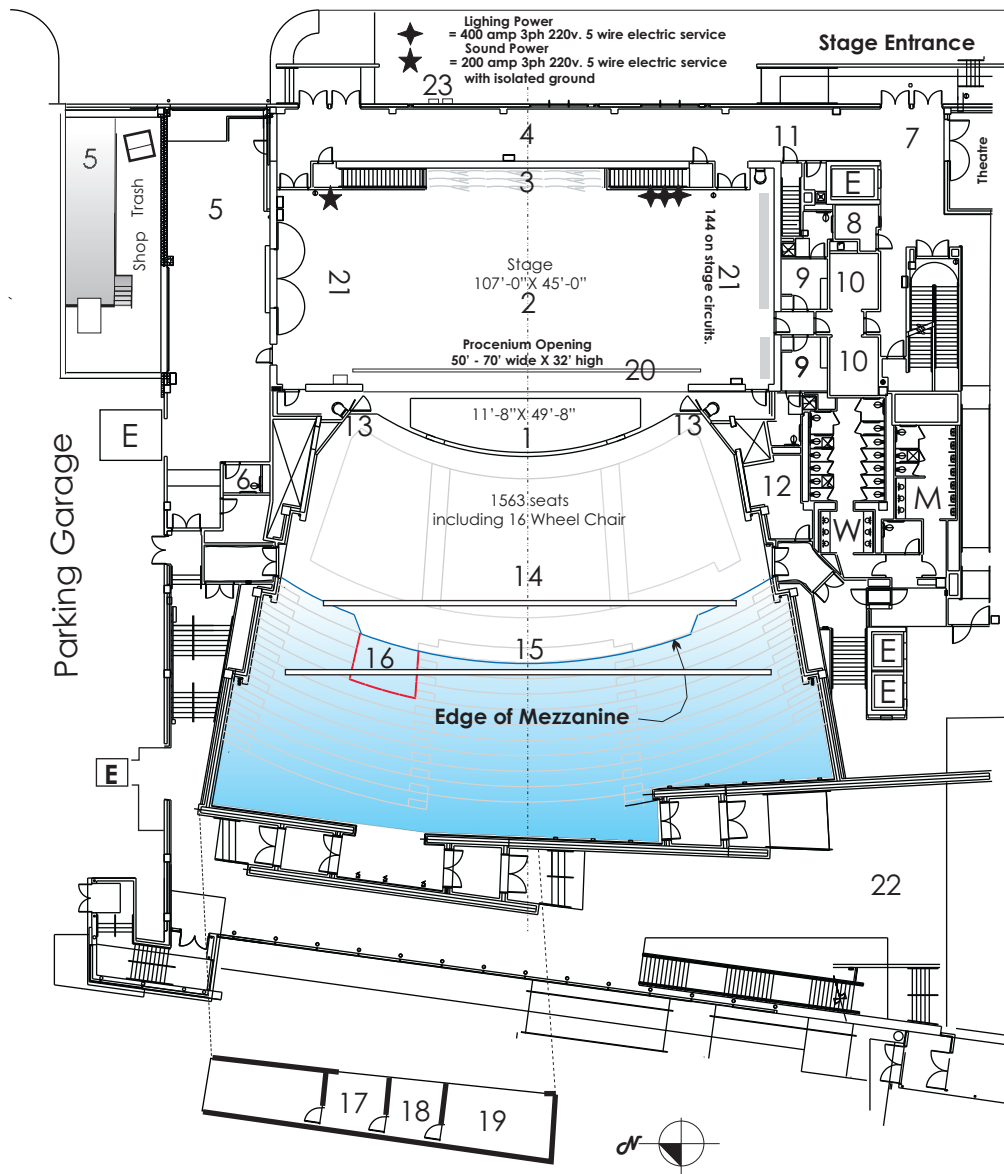 Lighing Power
= 400 amp 3ph 220v. 5 wire electric service
Sound Power
= 200 amp 3ph 220v. 5 wire electric service
with isolated ground
Stage Entrance
23
4
11
7
5
Shop
Trash
5
3
E
Theatre
8
21
Stage
107'-0"X 45'-0"
2
144 on stage circuits.
21
9
10
Procenium Opening
50' - 70' wide X 32' high
20
9
10
E
13
11'-8"X 49'-8"
1
13
6
1563 seats
including 16 Wheel Chair
12
M
W
Parking Garage
14
15
16
E
E
Edge of Mezzanine
E
22
17
18
19
N